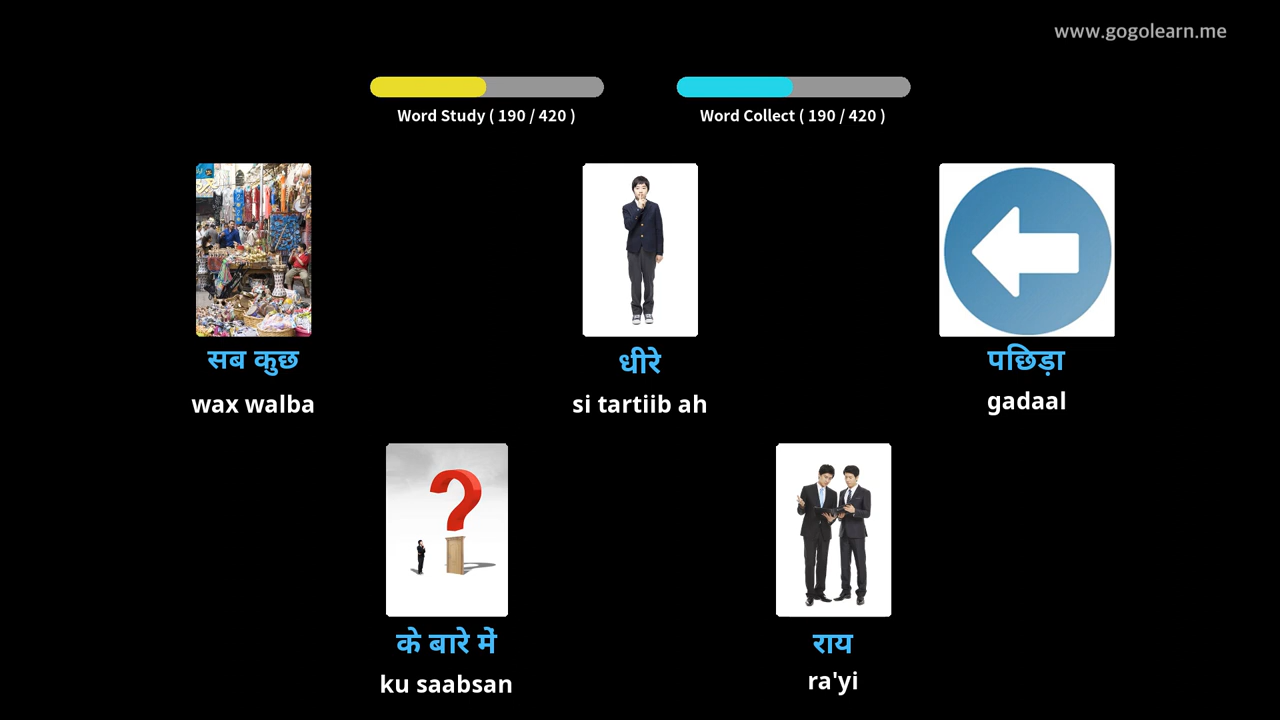 www.gogolearn.me
Word Study ( 190 / 420 )
Word Collect ( 190 / 420 )
सब कुछ
wax walba
धीरे
si tartiib ah
पछिड़ा
gadaal
के बारे में
ku saabsan
राय
ra'yi